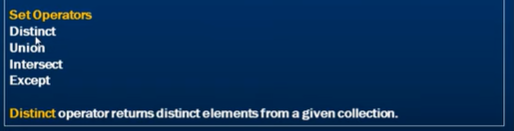 Set Operators
Distinct
Union
Intersect
Except
Distinct operator returns distinct elements from a given collection.